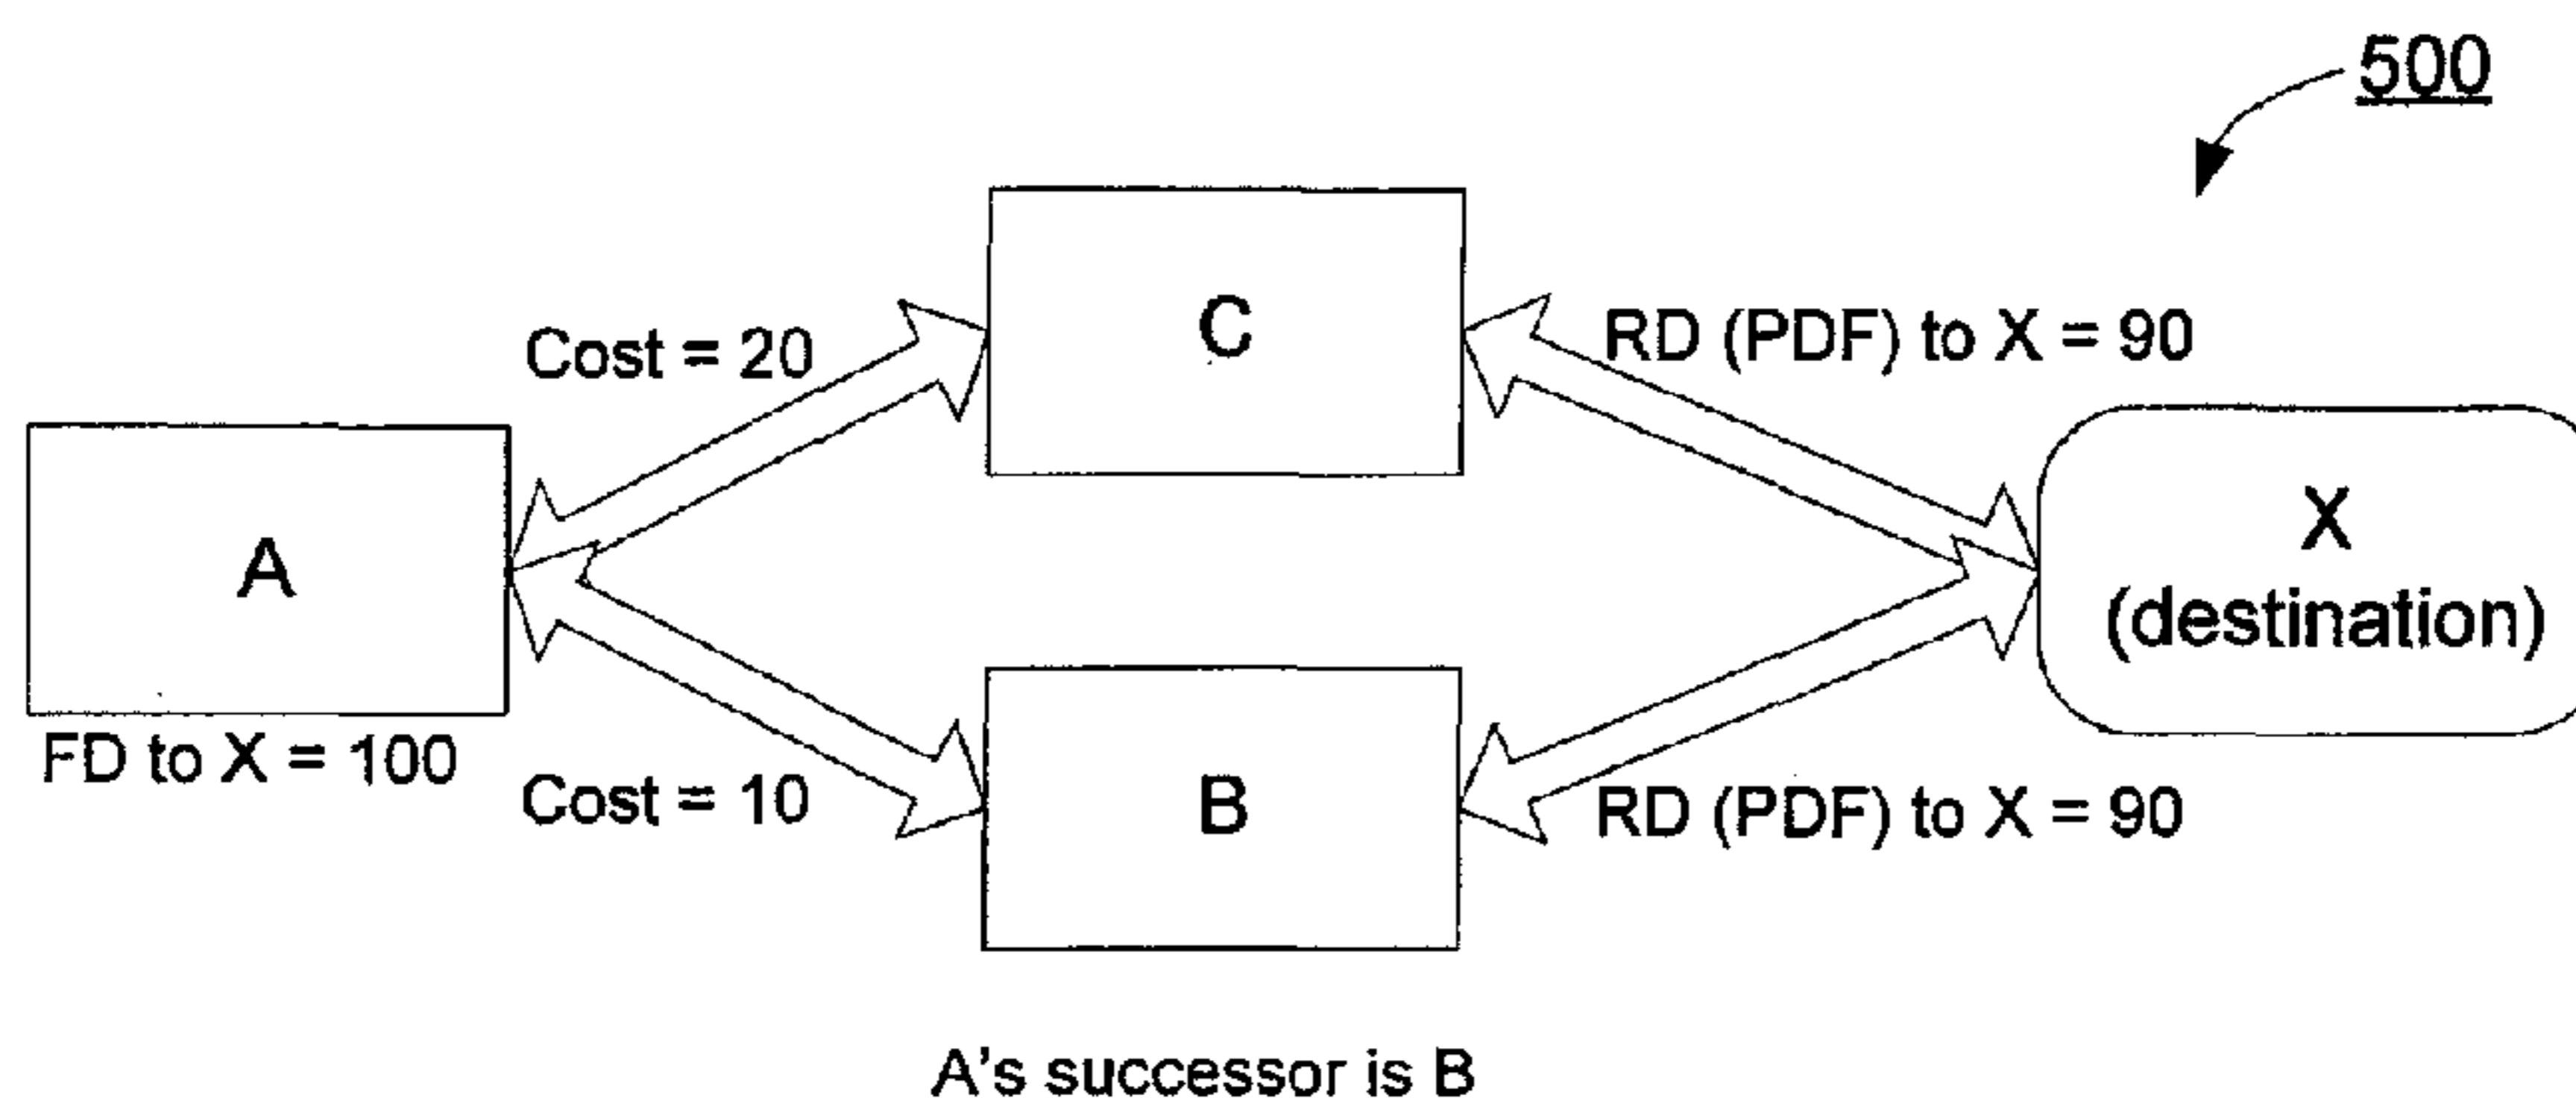 500
C
Cost = 20
RD (PDF) to X = 90
A
X
(destination)
FD to X = 100
Cost = 10
B
RD (PDF) to X = 90
A's successor is B